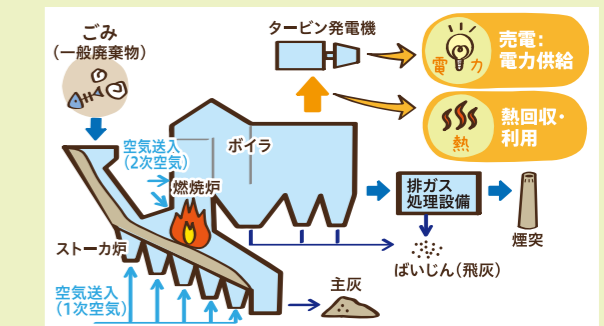 ごみ
（一般廃棄物）
タービン発電機
電力
売電：
電力供給
熱
熱回収・
利用
空気送入
（2次空気）
ボイラ
燃焼炉
排ガス
処理設備
煙突
ストーカ炉
ばいじん（飛灰）
主灰
空気送入
（1次空気）